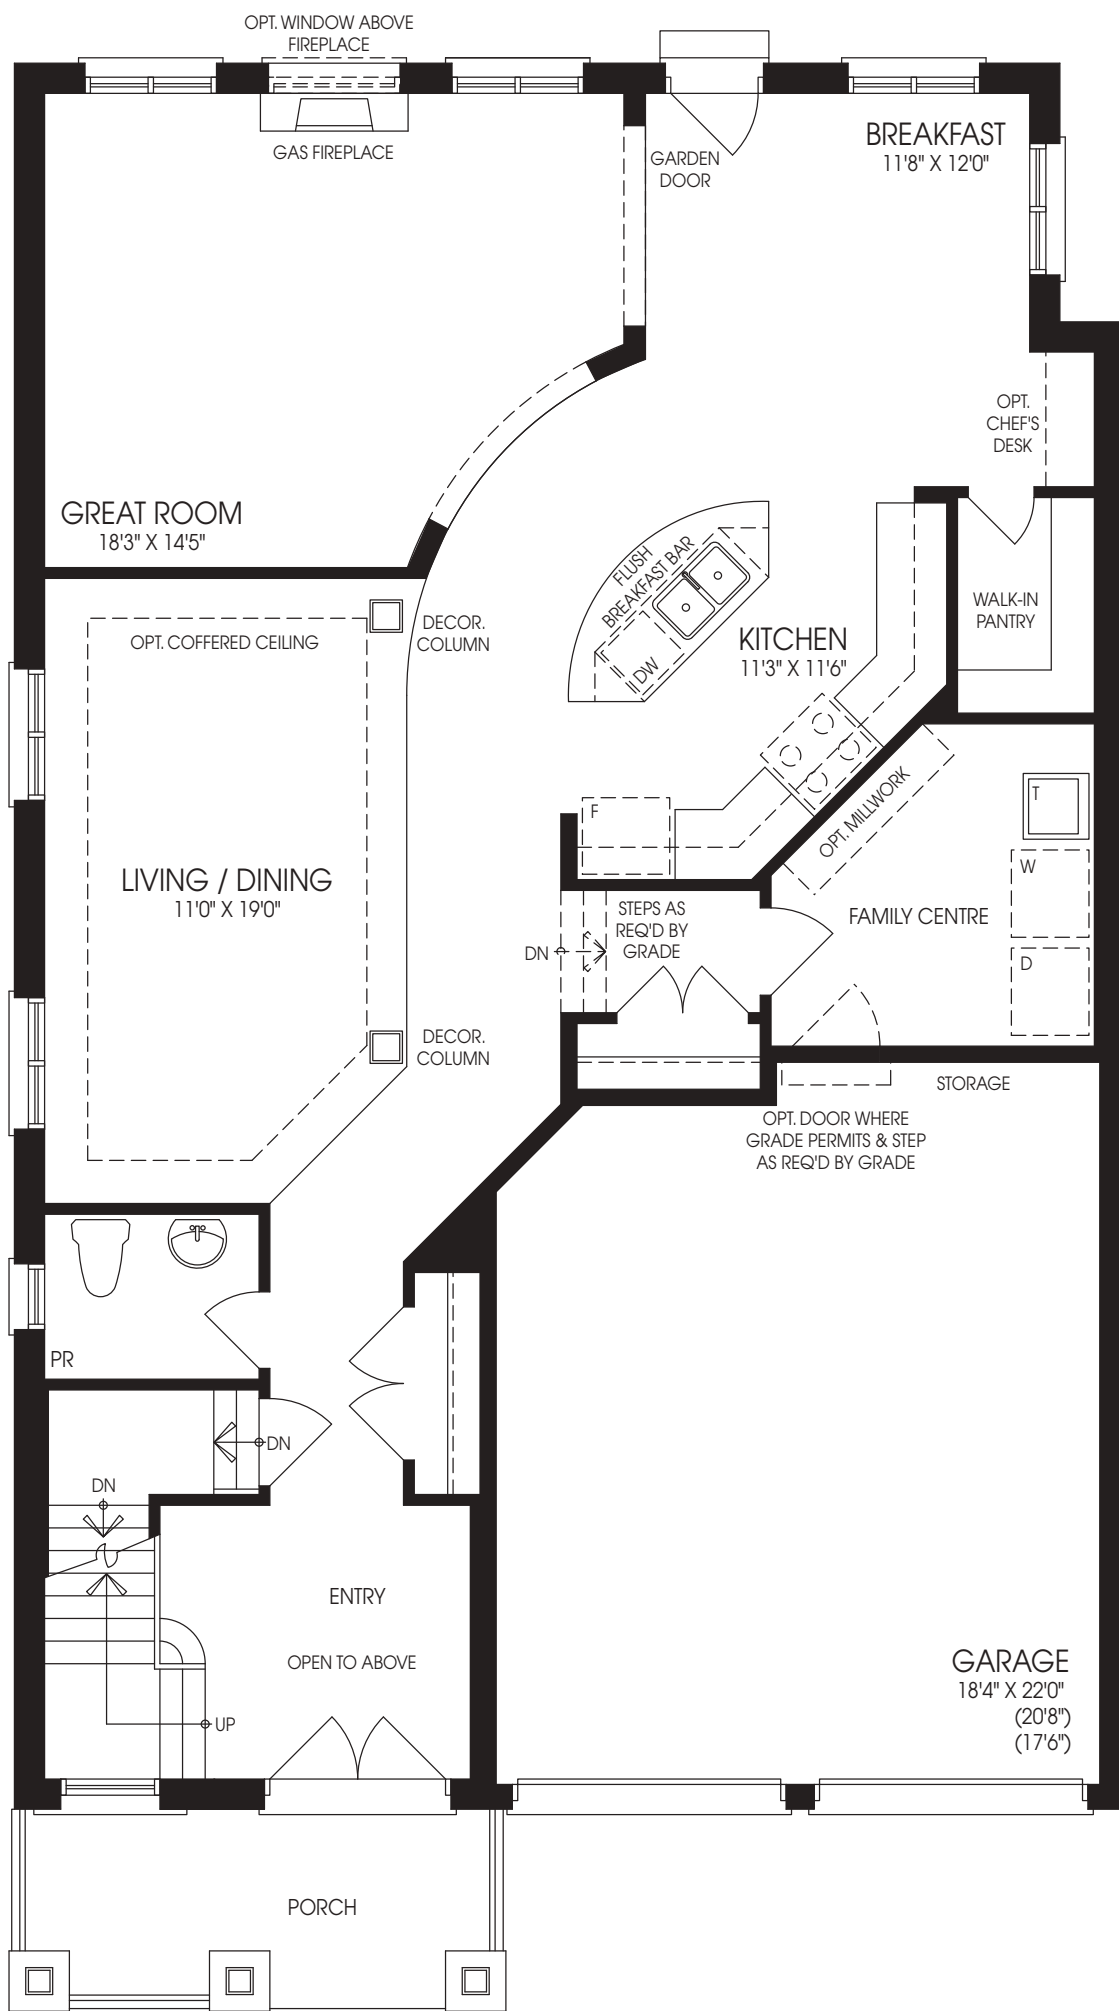 OPT. WINDOW ABOVE
FIREPLACE
GAS FIREPLACE
GARDEN
DOOR
BREAKFAST
11'8" X 12'0"
OPT.
CHEF'S
DESK
GREAT ROOM
18'3" X 14'5"
FLUSH
BREAKFAST BAR
DW
KITCHEN
11'3" X 11'6"
WALK-IN
PANTRY
DECOR.
COLUMN
OPT. COFFERED CEILING
F
OPT. MILLWORK
T
W
D
LIVING / DINING
11'0" X 19'0"
STEPS AS
REQ'D BY
GRADE
DN
FAMILY CENTRE
DECOR.
COLUMN
STORAGE
OPT. DOOR WHERE
GRADE PERMITS & STEP
AS REQ'D BY GRADE
PR
DN
DN
ENTRY
OPEN TO ABOVE
UP
GARAGE
18'4" X 22'0"
(20'8")
(17'6")
PORCH